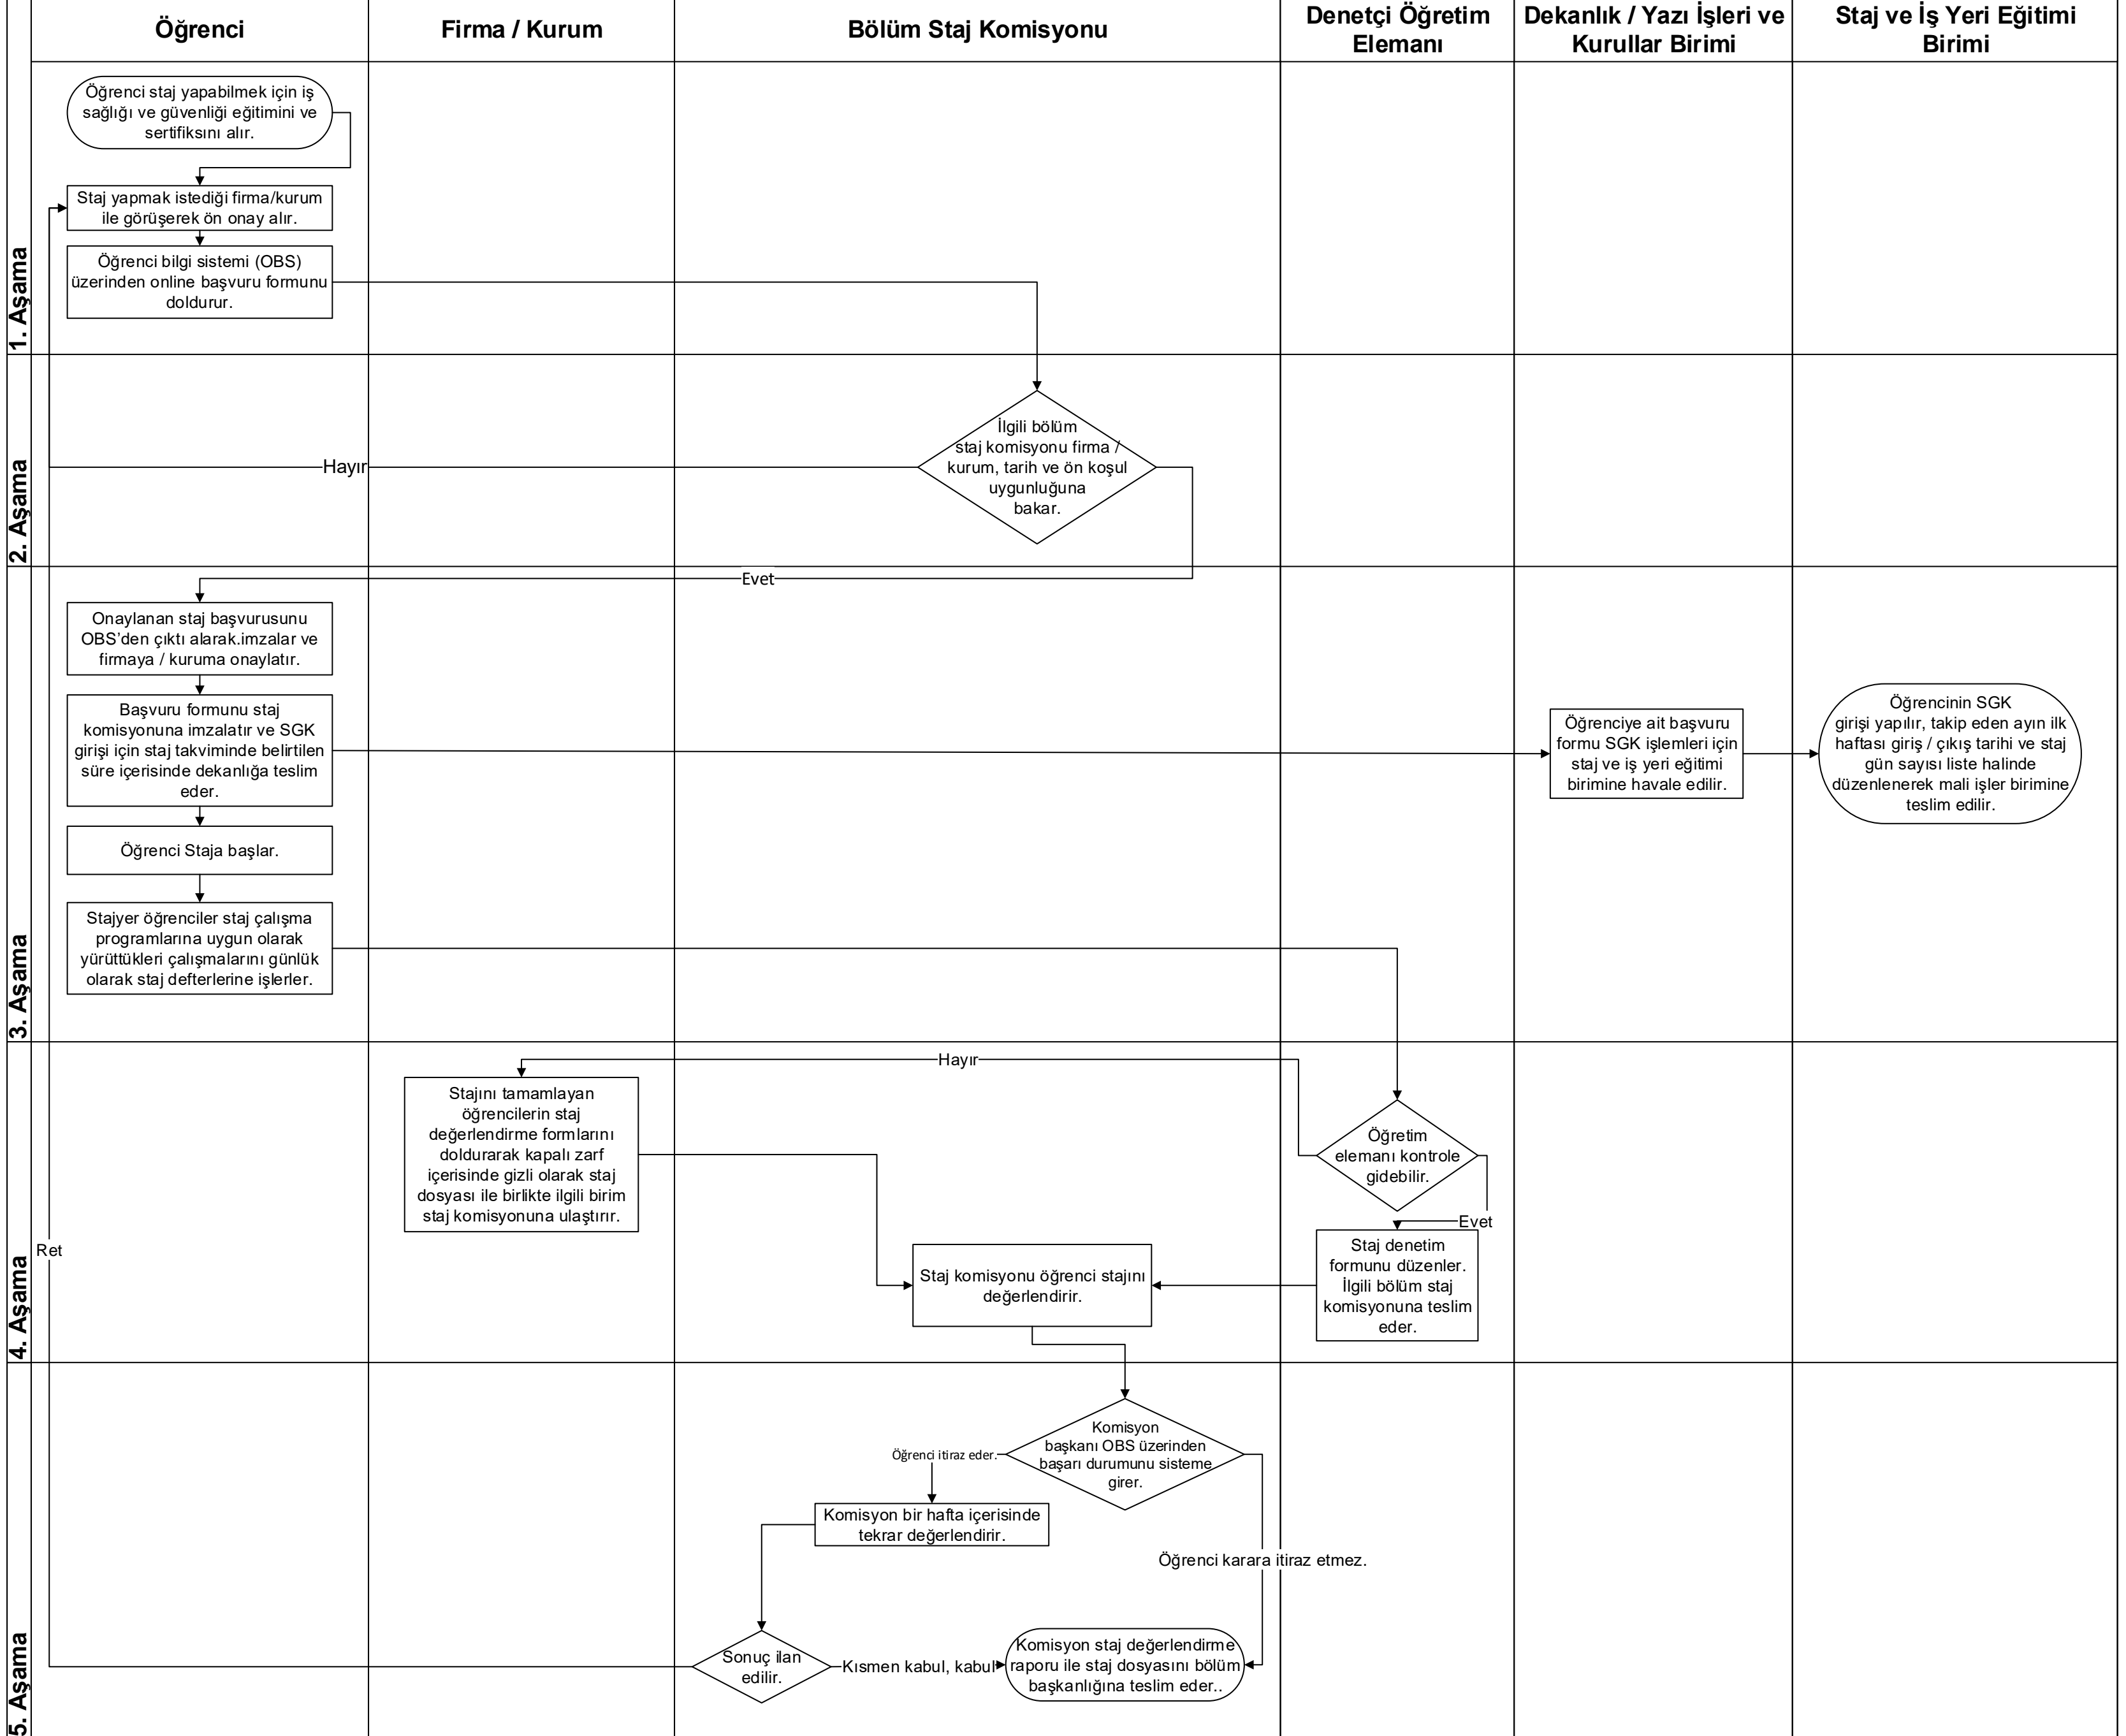 Öğrenci
Firma / Kurum
Bölüm Staj Komisyonu
Denetçi Öğretim
Elemanı
Dekanlık / Yazı İşleri ve
Kurullar Birimi
Staj ve İş Yeri Eğitimi
Birimi
1. Aşama
Öğrenci staj yapabilmek için iş
sağlığı ve güvenliği eğitimini ve
sertifiksını alır.
Staj yapmak istediği firma/kurum
ile görüşerek ön onay alır.
Öğrenci bilgi sistemi (OBS)
üzerinden online başvuru formunu
doldurur.
2. Aşama
İlgili bölüm
staj komisyonu firma /
kurum, tarih ve ön koşul
uygunluğuna
bakar.
Hayır
Evet
3. Aşama
Onaylanan staj başvurusunu
OBS’den çıktı alarak.imzalar ve
firmaya / kuruma onaylatır.
Başvuru formunu staj
komisyonuna imzalatır ve SGK
girişi için staj takviminde belirtilen
süre içerisinde dekanlığa teslim
eder.
Öğrenciye ait başvuru
formu SGK işlemleri için
staj ve iş yeri eğitimi
birimine havale edilir.
Öğrencinin SGK
girişi yapılır, takip eden ayın ilk
haftası giriş / çıkış tarihi ve staj
gün sayısı liste halinde
düzenlenerek mali işler birimine
teslim edilir.
Öğrenci Staja başlar.
Stajyer öğrenciler staj çalışma
programlarına uygun olarak
yürüttükleri çalışmalarını günlük
olarak staj defterlerine işlerler.
4. Aşama
Hayır
Stajını tamamlayan
öğrencilerin staj
değerlendirme formlarını
doldurarak kapalı zarf
içerisinde gizli olarak staj
dosyası ile birlikte ilgili birim
staj komisyonuna ulaştırır.
Öğretim
elemanı kontrole
gidebilir.
Evet
Staj denetim
formunu düzenler.
İlgili bölüm staj
komisyonuna teslim
eder.
Staj komisyonu öğrenci stajını
değerlendirir.
Ret
5. Aşama
Komisyon
başkanı OBS üzerinden
başarı durumunu sisteme
girer.
Öğrenci itiraz eder.
Komisyon bir hafta içerisinde
tekrar değerlendirir.
Öğrenci karara itiraz etmez.
Sonuç ilan
edilir.
Kısmen kabul, kabul
Komisyon staj değerlendirme
raporu ile staj dosyasını bölüm
başkanlığına teslim eder..